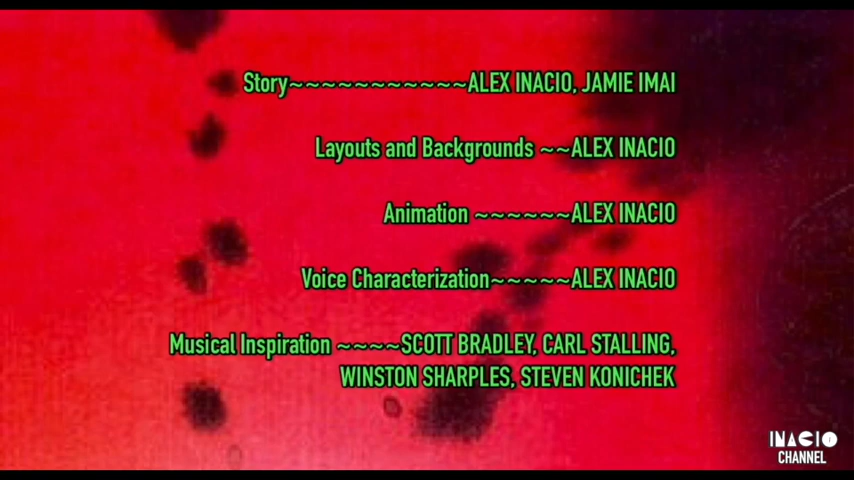 Story~~~~~~~~~~~ALEX INACIO, JAMIE IMAI
Layouts and Backgrounds ~~ALEX INACIO
Animation ~~~~~~ALEX INACIO
Voice Characterization~~~~~ALEX INACIO
Musical Inspiration ~~~~SCOTT BRADLEY, CARL STALLING,
WINSTON SHARPLES, STEVEN KONICHEK
INACIO
CHANNEL